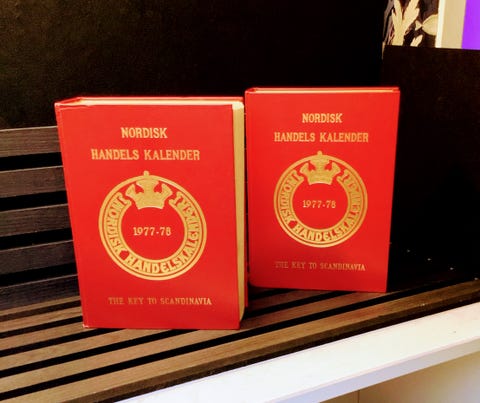 NORDISK
HANDELS KALENDER
NORDISK HANDELSKALENDER
1977-78
THE KEY TO SCANDINAVIA
NORDISK
HANDELS KALENDER
NORDISK HANDELSKALENDER
1977-78
THE KEY TO SCANDINAVIA